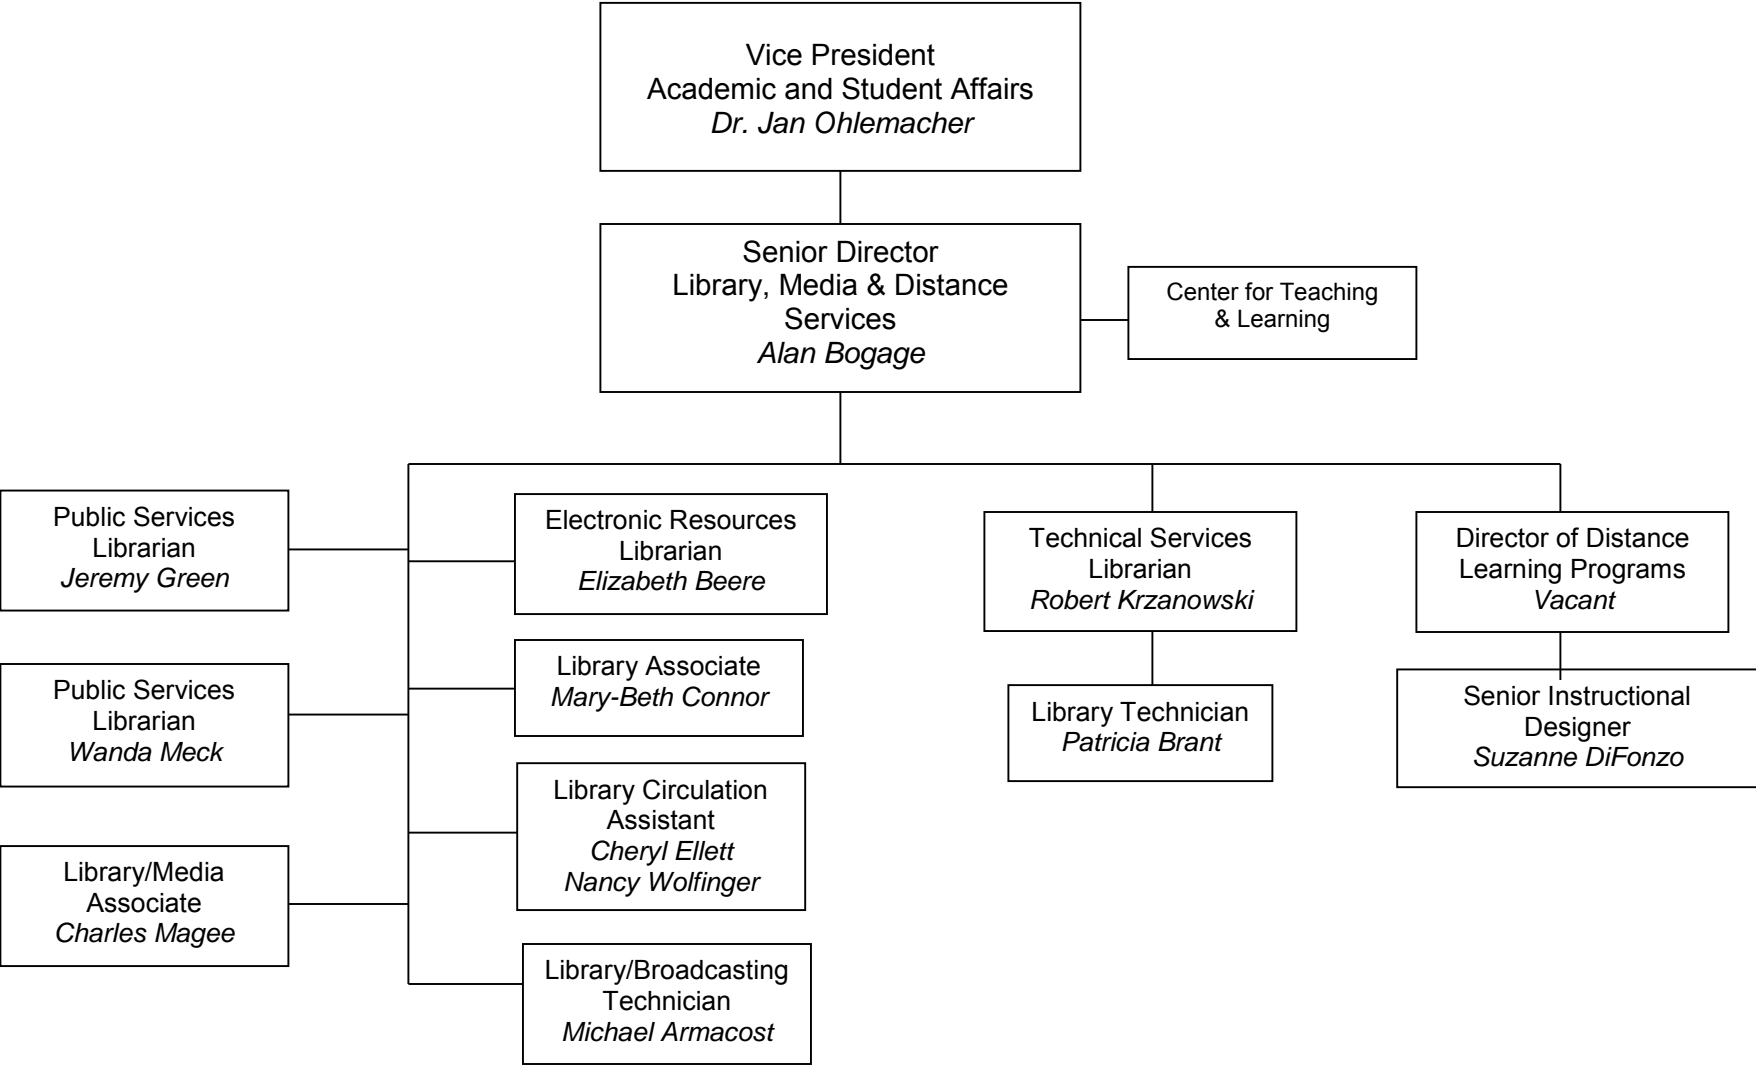 Vice President
Academic and Student Affairs
Dr. Jan Ohlemacher
Senior Director
Library, Media & Distance
Services
Alan Bogage
Center for Teaching
& Learning
Public Services
Librarian
Jeremy Green
Electronic Resources
Librarian
Elizabeth Beere
Technical Services
Librarian
Robert Krzanowski
Director of Distance
Learning Programs
Vacant
Public Services
Librarian
Wanda Meck
Library Associate
Mary-Beth Connor
Library Technician
Patricia Brant
Senior Instructional
Designer
Suzanne DiFonzo
Library Circulation
Assistant
Cheryl Ellett
Nancy Wolfinger
Library/Media
Associate
Charles Magee
Library/Broadcasting
Technician
Michael Armacost